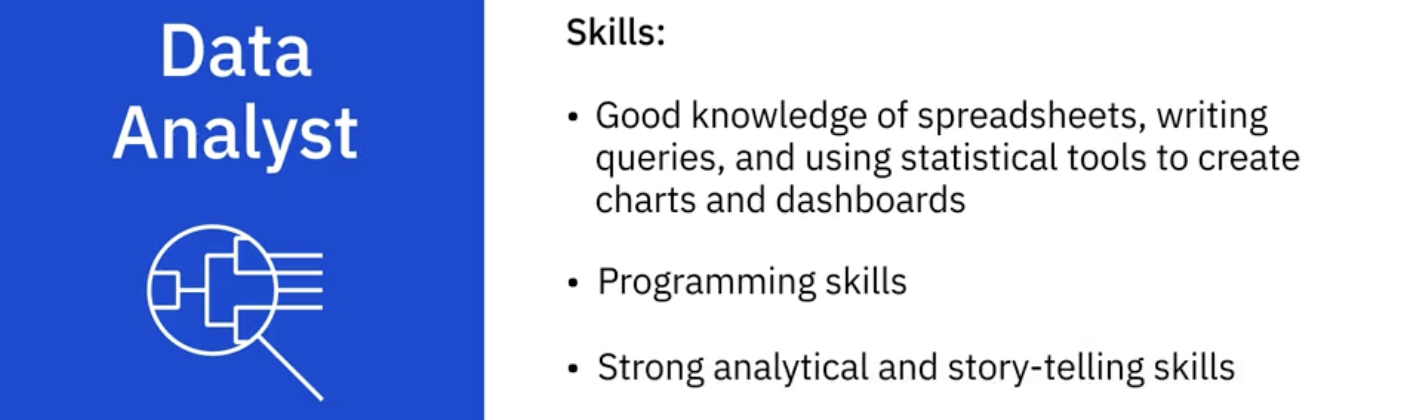 Data
Analyst
Skills:
• Good knowledge of spreadsheets, writing
queries, and using statistical tools to create
charts and dashboards
• Programming skills
• Strong analytical and story-telling skills